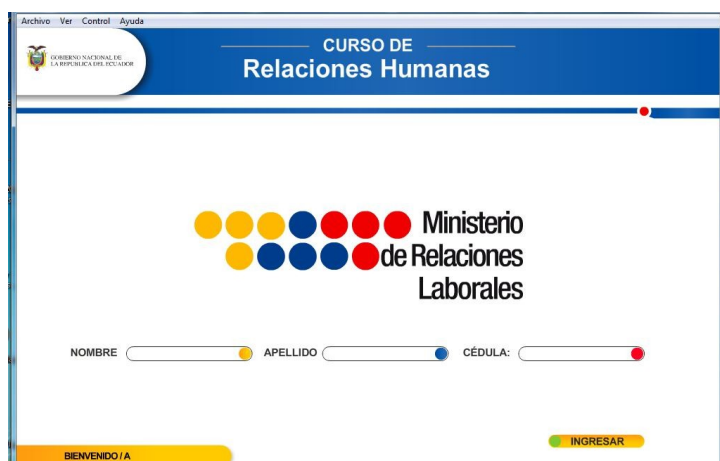 Archivo Ver Control Ayuda
GOBIERNO NACIONAL DE
LA REPÚBLICA DEL ECUADOR
CURSO DE
Relaciones Humanas
Ministerio
de Relaciones
Laborales
NOMBRE APELLIDO CÉDULA:
INGRESAR
BIENVENIDO / A